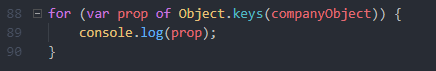 88 for (var prop of Object.keys(companyObject)) {
89 console.log(prop);
90 }